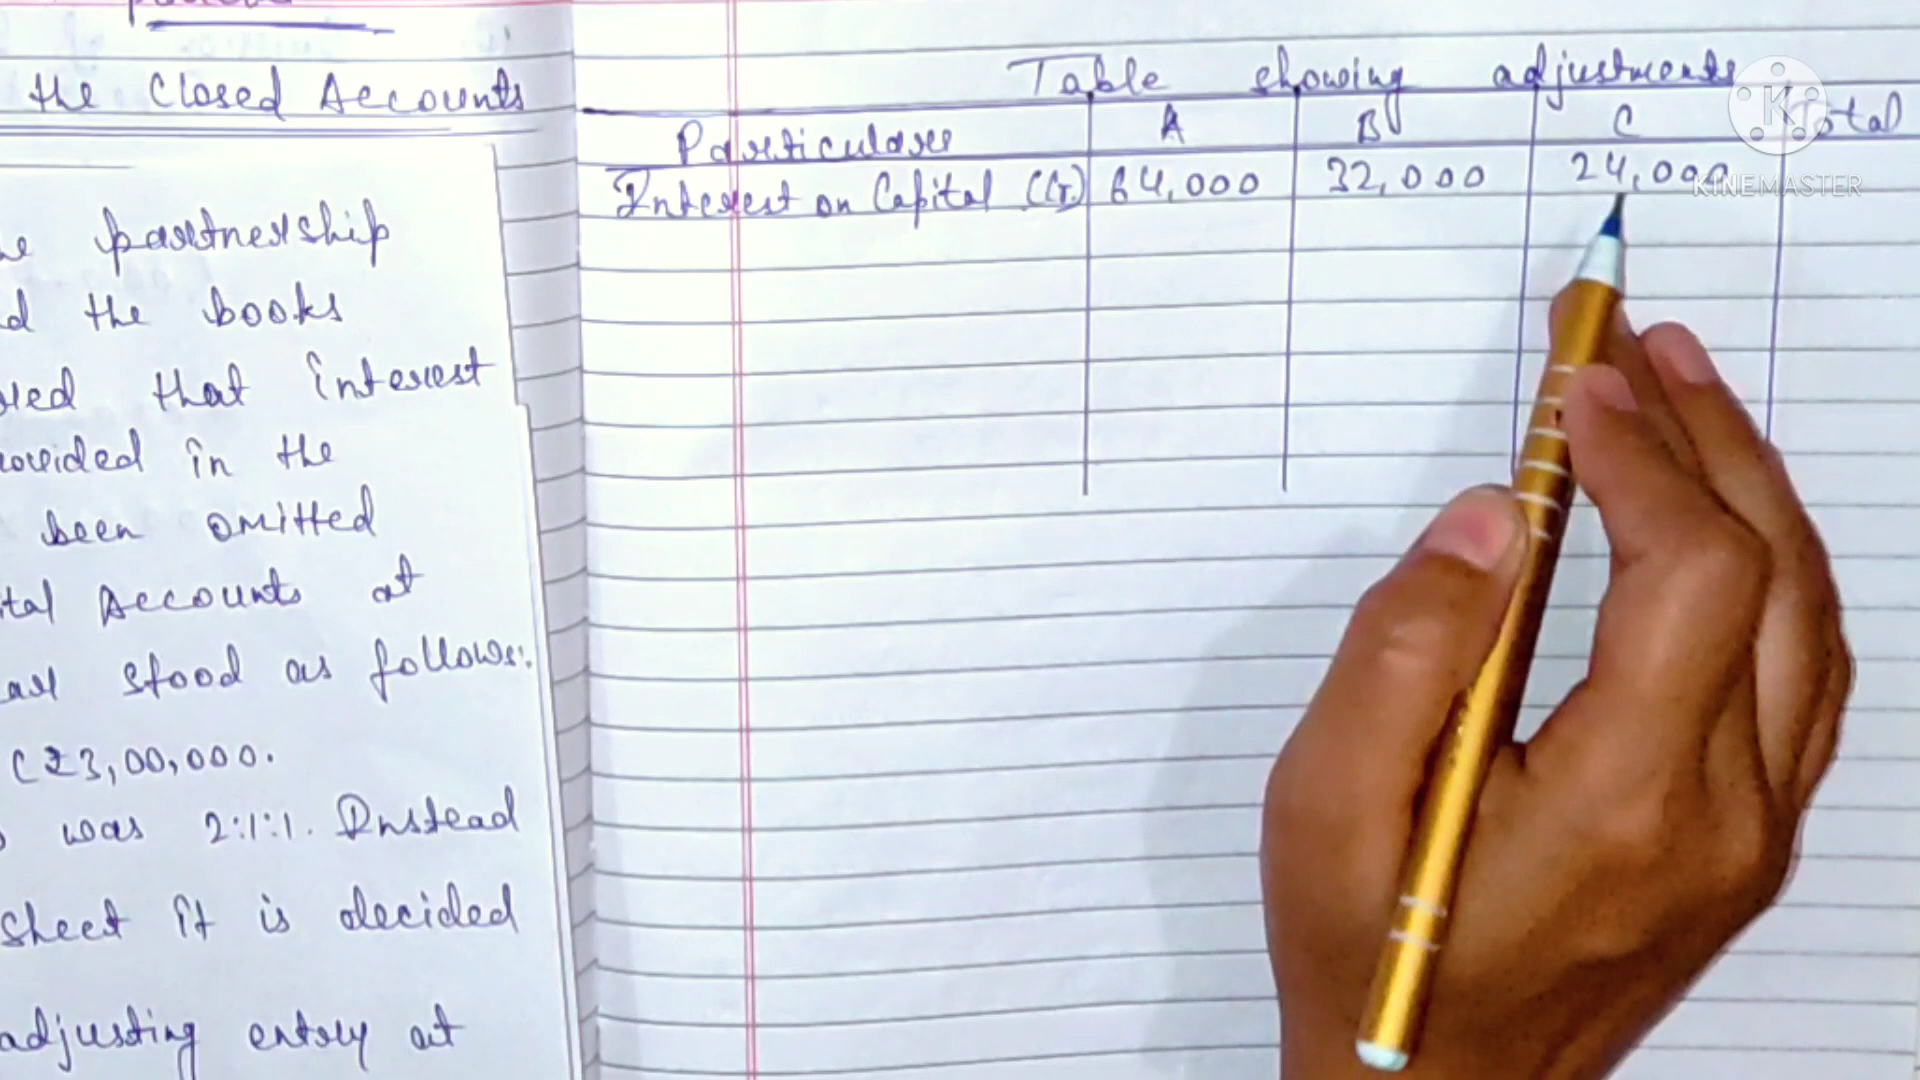 the Closed Accounts
partnership
the books
that interest
in the
been omitted
Accounts at
stood as follows:
C ₹3,00,000.
was 2:1:1. Instead
sheet it is decided
adjusting entry at
Table showing adjustments
Particulars A B C Total
Interest on Capital (Cr.) 64,000 32,000 24,000
KINEMASTER